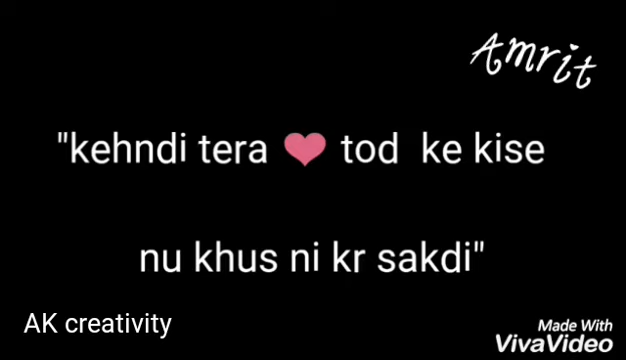 Amrit
"kehndi tera ❤ tod ke kise
nu khus ni kr sakdi"
AK creativity
Made With
VivaVideo